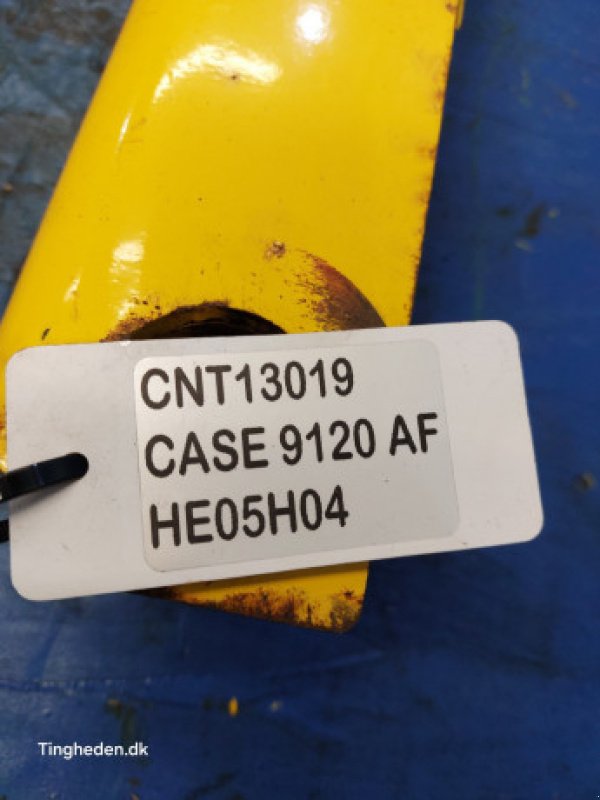 CNT13019
CASE 9120 AF
HE05H04
Tingheden.dk